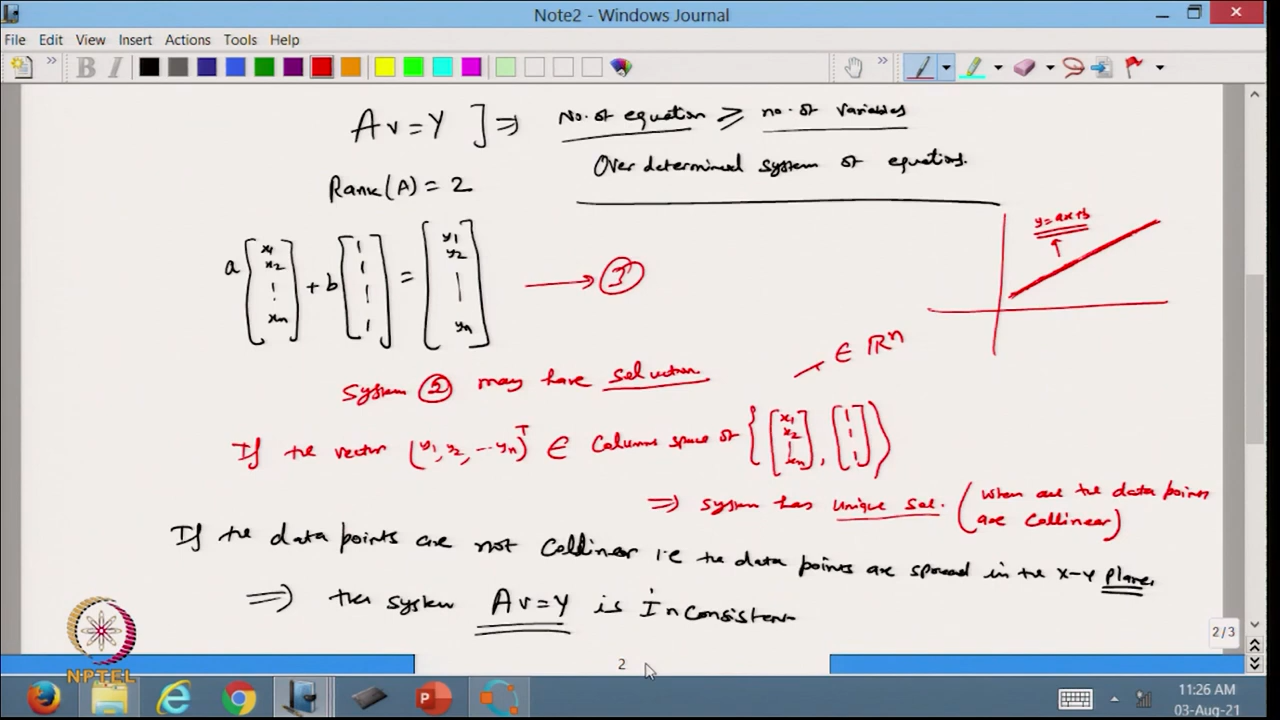 Note2 - Windows Journal
File Edit View Insert Actions Tools Help
Av=Y ] ⇒ No. of equation ≥ no. of variables
Over determined system of equations.
Rank(A) = 2
y=ax+b
a [x1 x2 ⋮ xn] + b [1 1 1 1] = [y1 y2 | yn] → 3
∈ ℝⁿ
System 2 may have solution
If the vector (y1, y2, ... yn)ᵀ ∈ Column space of { [x1 x2 | xn], [1 1 1 1] }
⇒ system has unique sol. (when all the data points
are collinear)
If the data points are not collinear i.e the data points are spread in the X-Y plane,
⇒ then system Av=Y is Inconsistent
2/3
2
NPTEL
11:26 AM
03-Aug-21